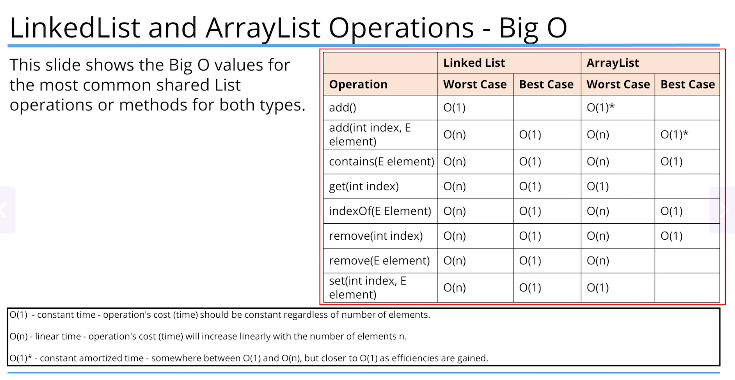 LinkedList and ArrayList Operations - Big O
This slide shows the Big O values for
the most common shared List
operations or methods for both types.
Linked List ArrayList
Operation Worst Case Best Case Worst Case Best Case
add() O(1) O(1)*
add(int index, E
element) O(n) O(1) O(n) O(1)*
contains(E element) O(n) O(1) O(n) O(1)
get(int index) O(n) O(1) O(1)
indexOf(E Element) O(n) O(1) O(n) O(1)
remove(int index) O(n) O(1) O(n) O(1)
remove(E element) O(n) O(1) O(n)
set(int index, E
element) O(n) O(1) O(1)
O(1) - constant time - operation's cost (time) should be constant regardless of number of elements.
O(n) - linear time - operation's cost (time) will increase linearly with the number of elements n.
O(1)* - constant amortized time - somewhere between O(1) and O(n), but closer to O(1) as efficiencies are gained.